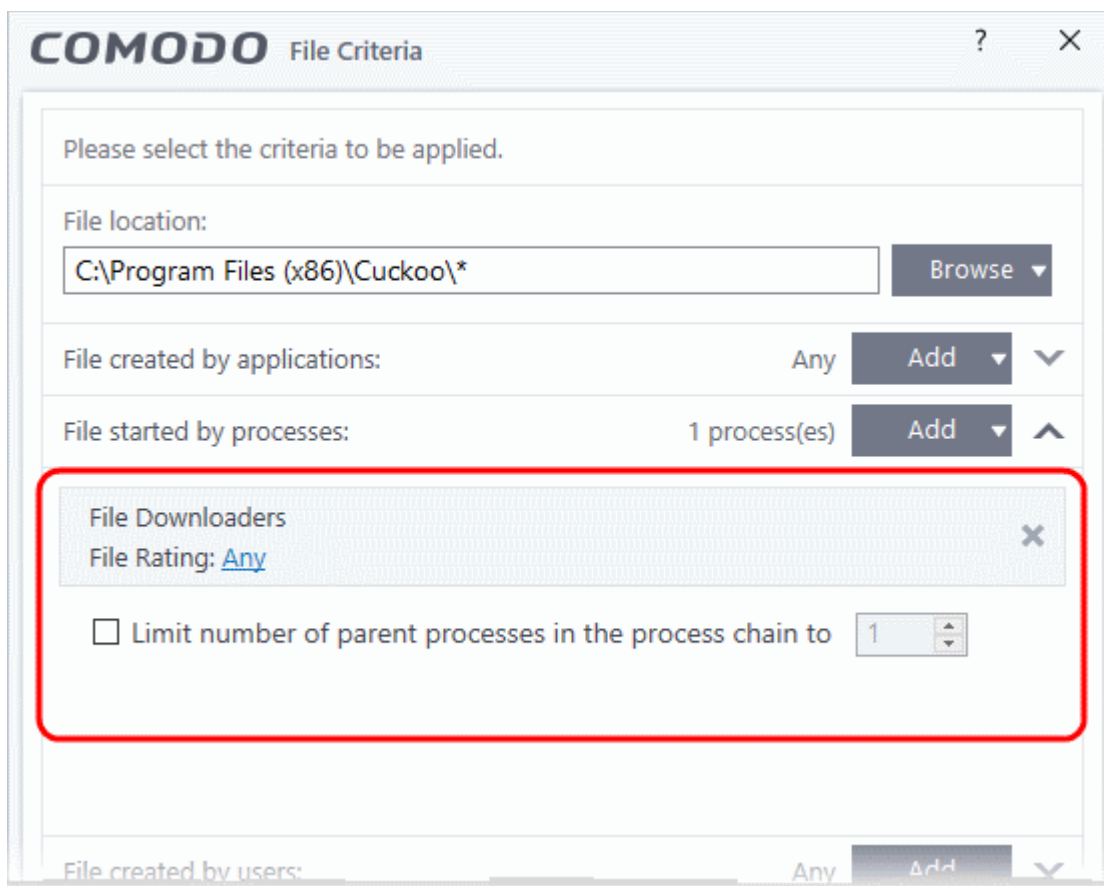 COMODO File Criteria ? ×
Please select the criteria to be applied.
File location:
C:\Program Files (x86)\Cuckoo\* Browse
File created by applications: Any Add
File started by processes: 1 process(es) Add
File Downloaders
File Rating: Any
Limit number of parent processes in the process chain to 1
File created by users: Any Add